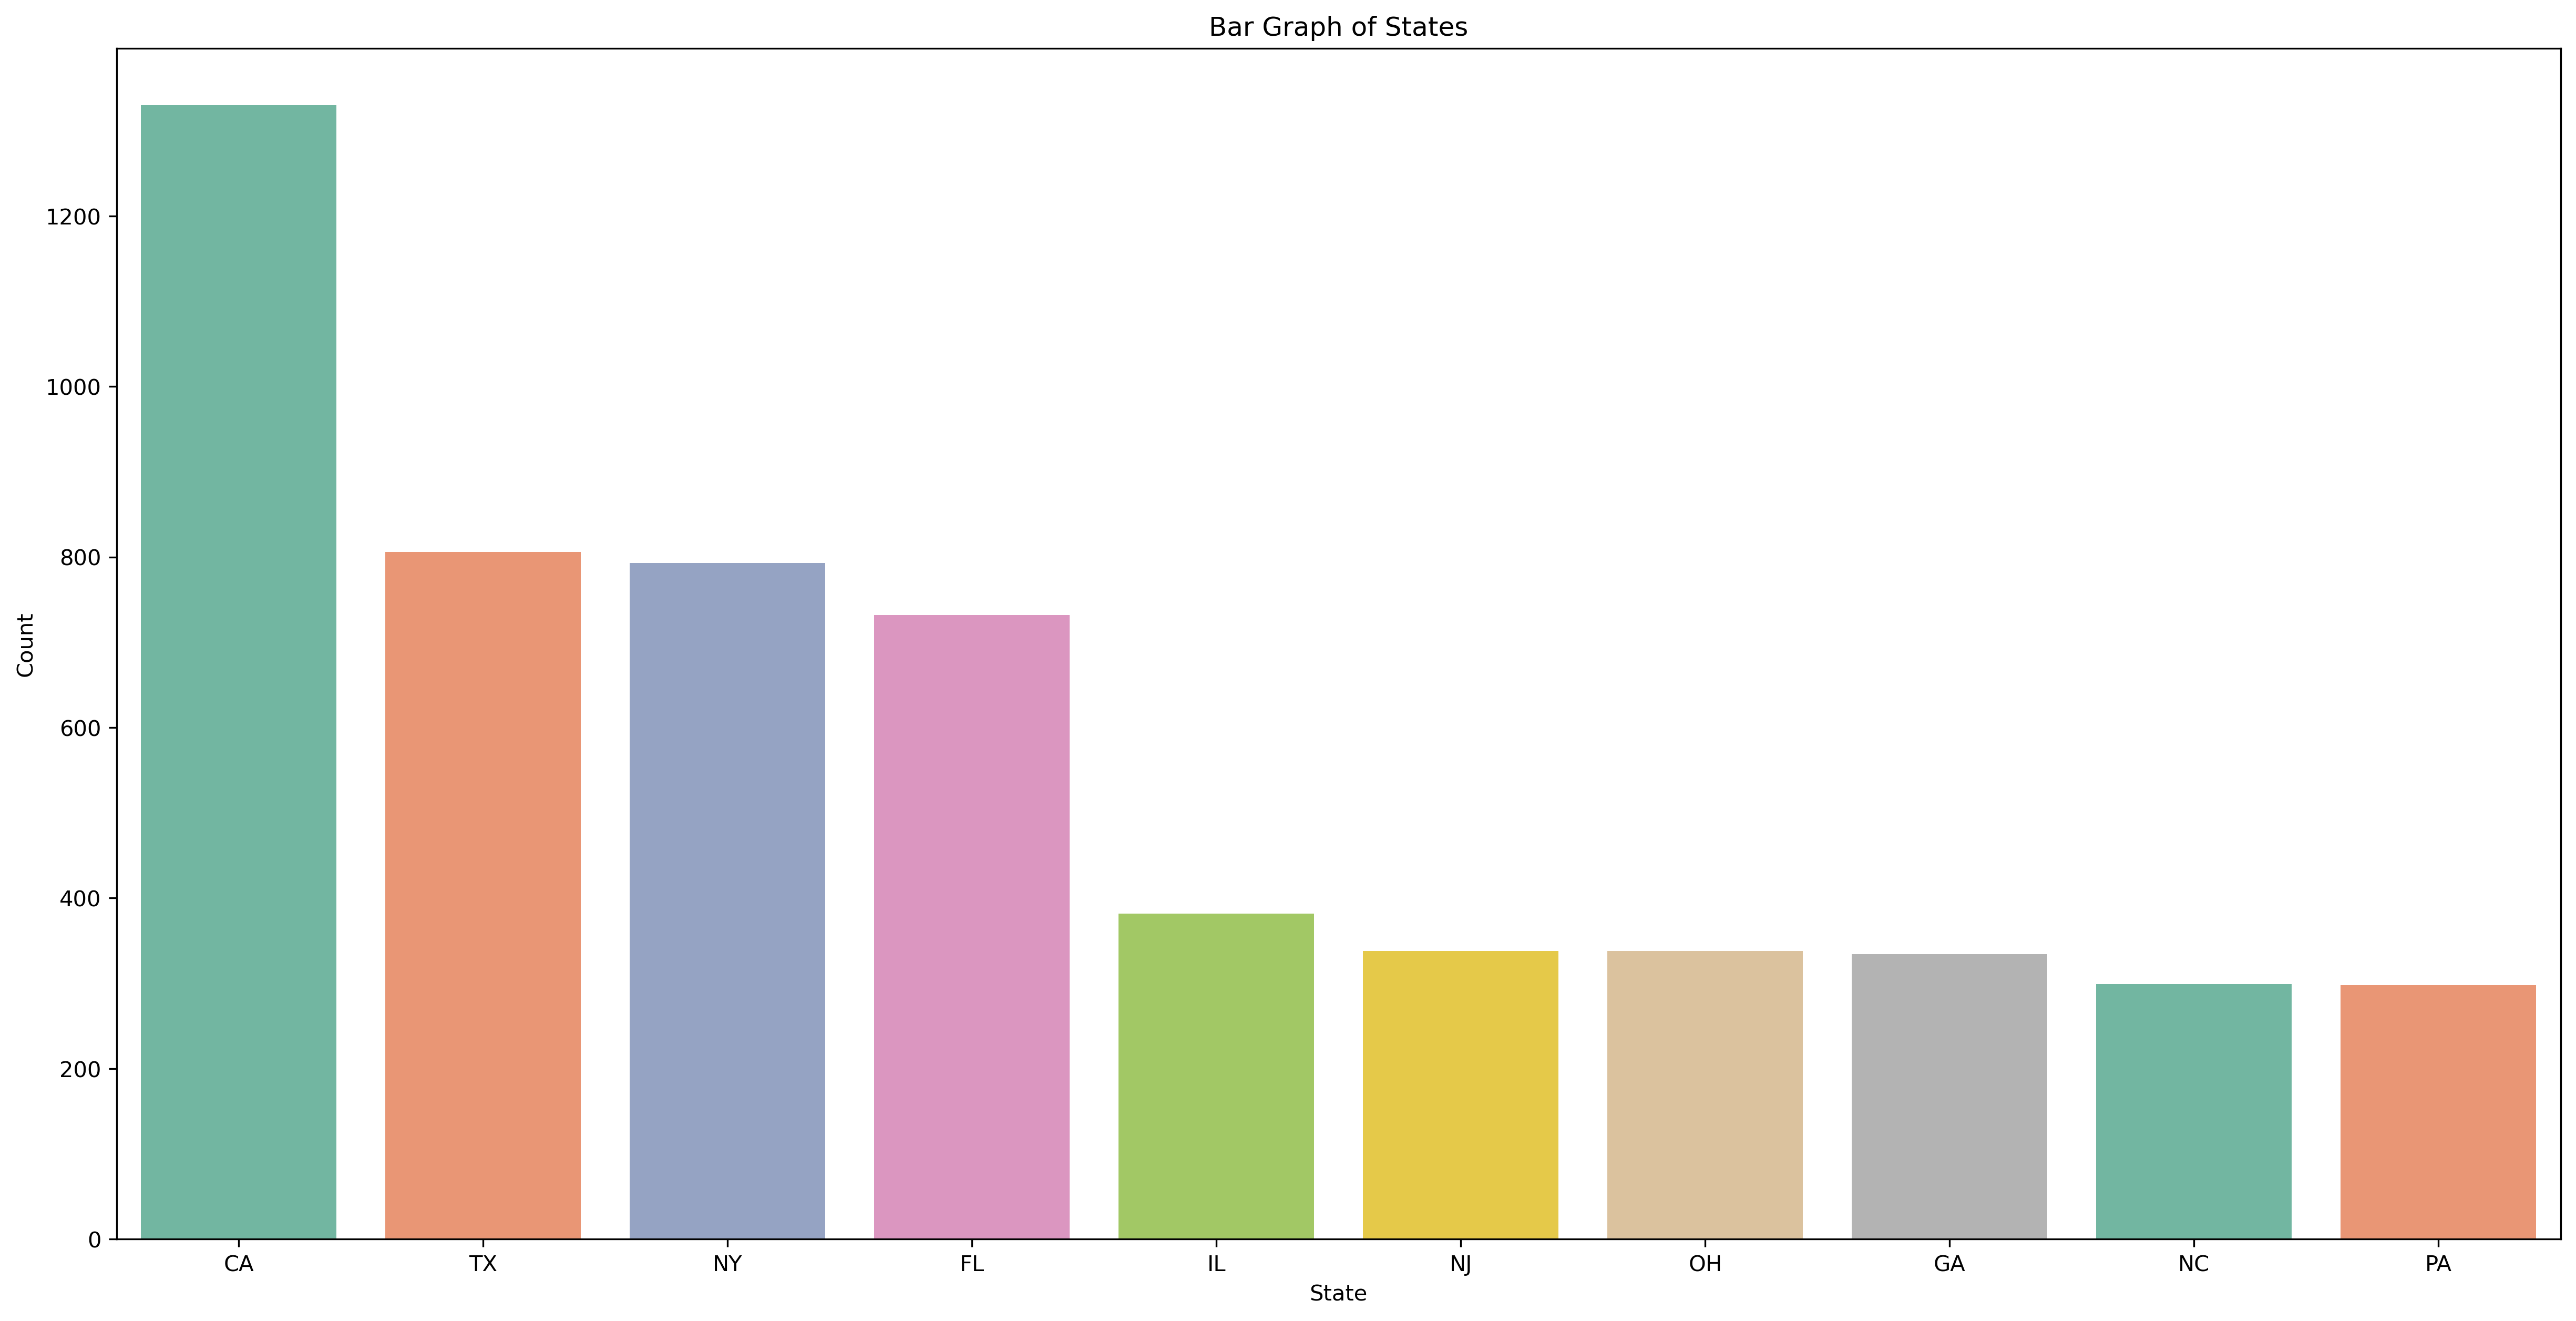 Bar Graph of States
1200
1000
800
600
400
200
0
Count
CA TX NY FL IL NJ OH GA NC PA
State